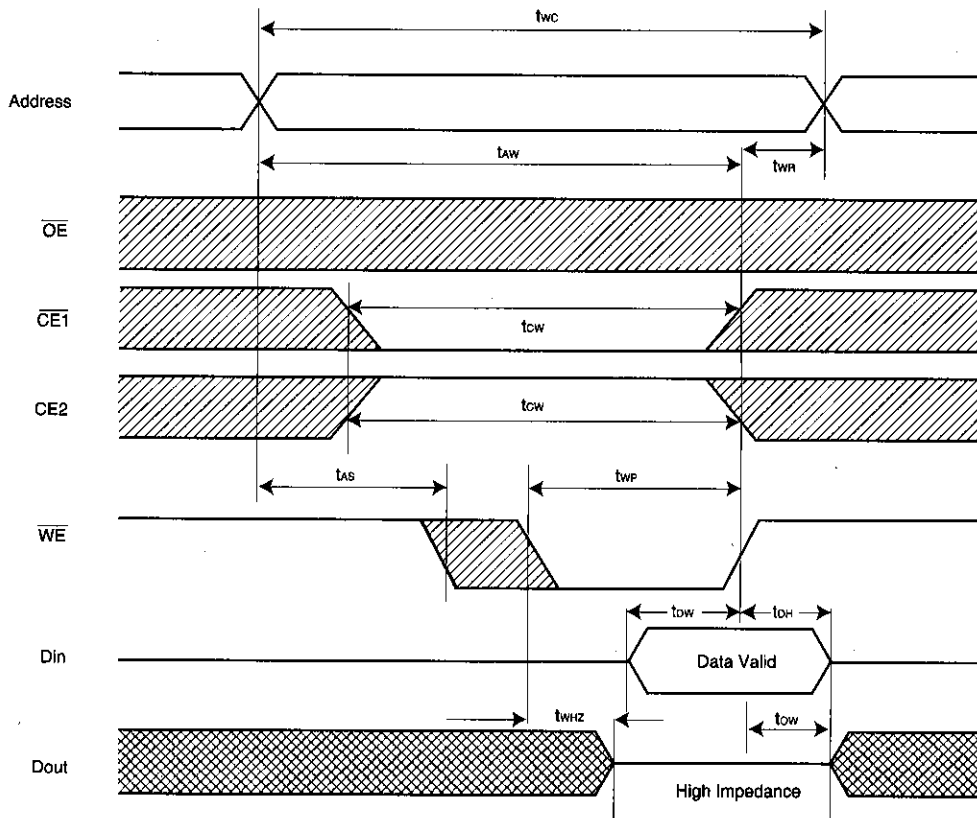 tWC
Address
tAW
tWR
OE
CE1
tCW
CE2
tCW
tAS
tWP
WE
tDW
tDH
Din
Data Valid
tWHZ
tOW
Dout
High Impedance